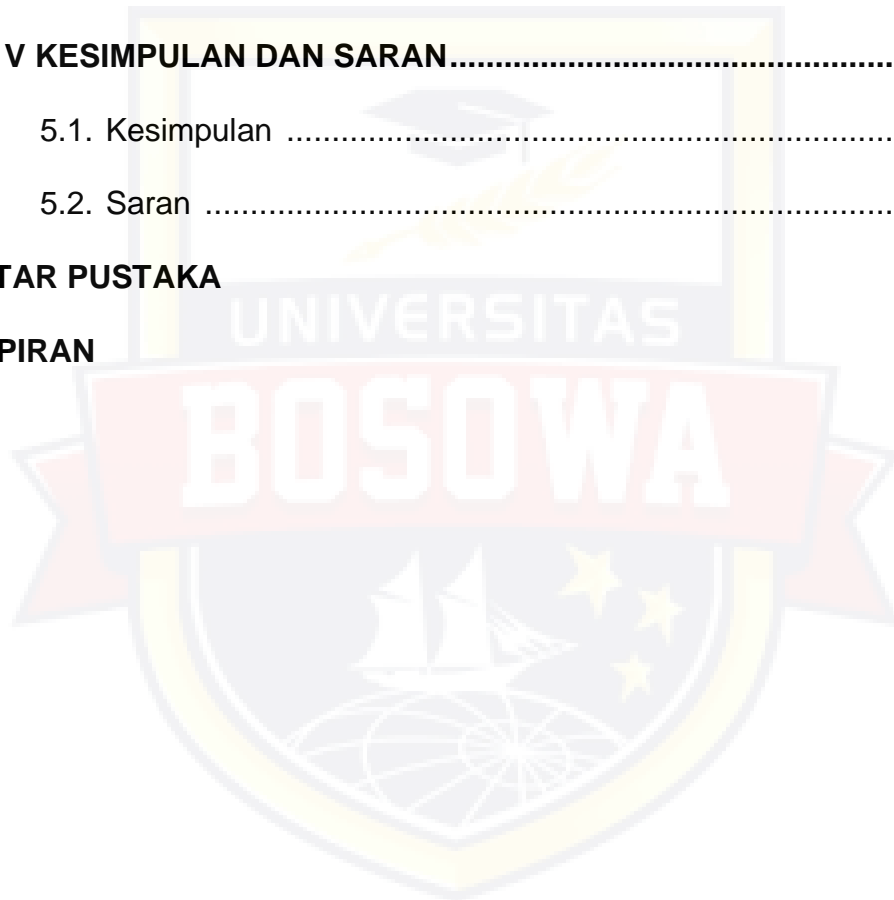 V KESIMPULAN DAN SARAN................................................
5.1. Kesimpulan ...................................................................
5.2. Saran ............................................................................
TAR PUSTAKA
PIRAN
UNIVERSITAS
BOSOWA